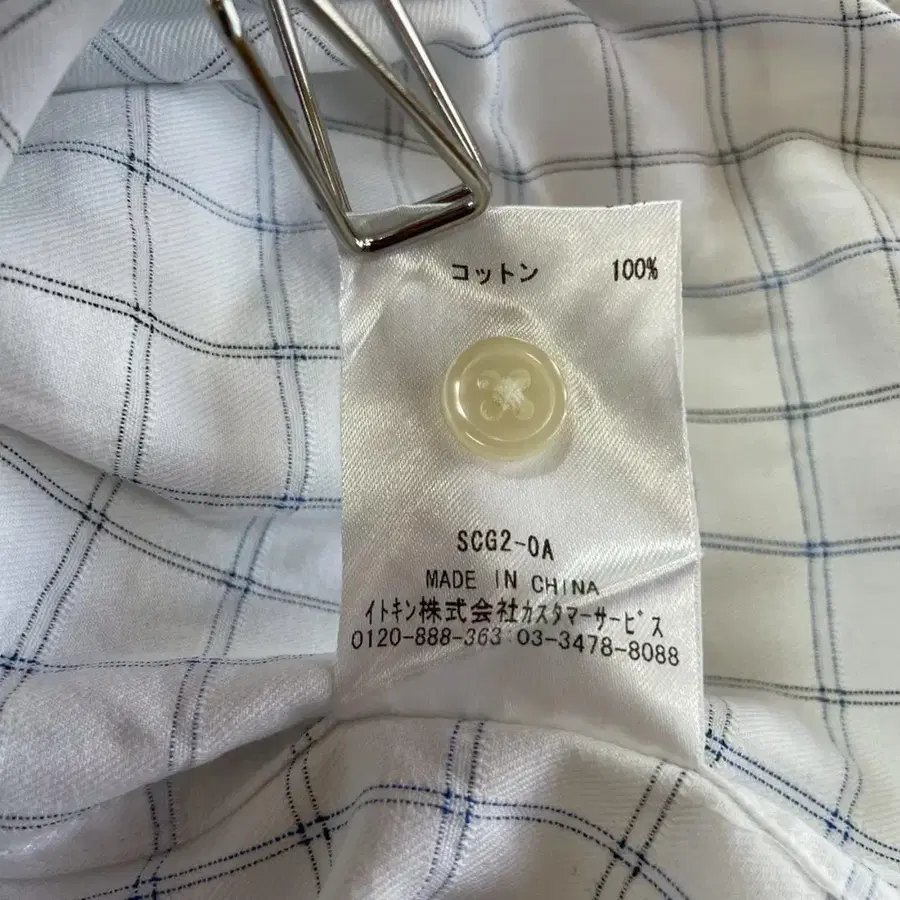 コットン 100%
SCG2-0A
MADE IN CHINA
イトキン株式会社カスタマーサービス
0120-888-363 03-3478-8088